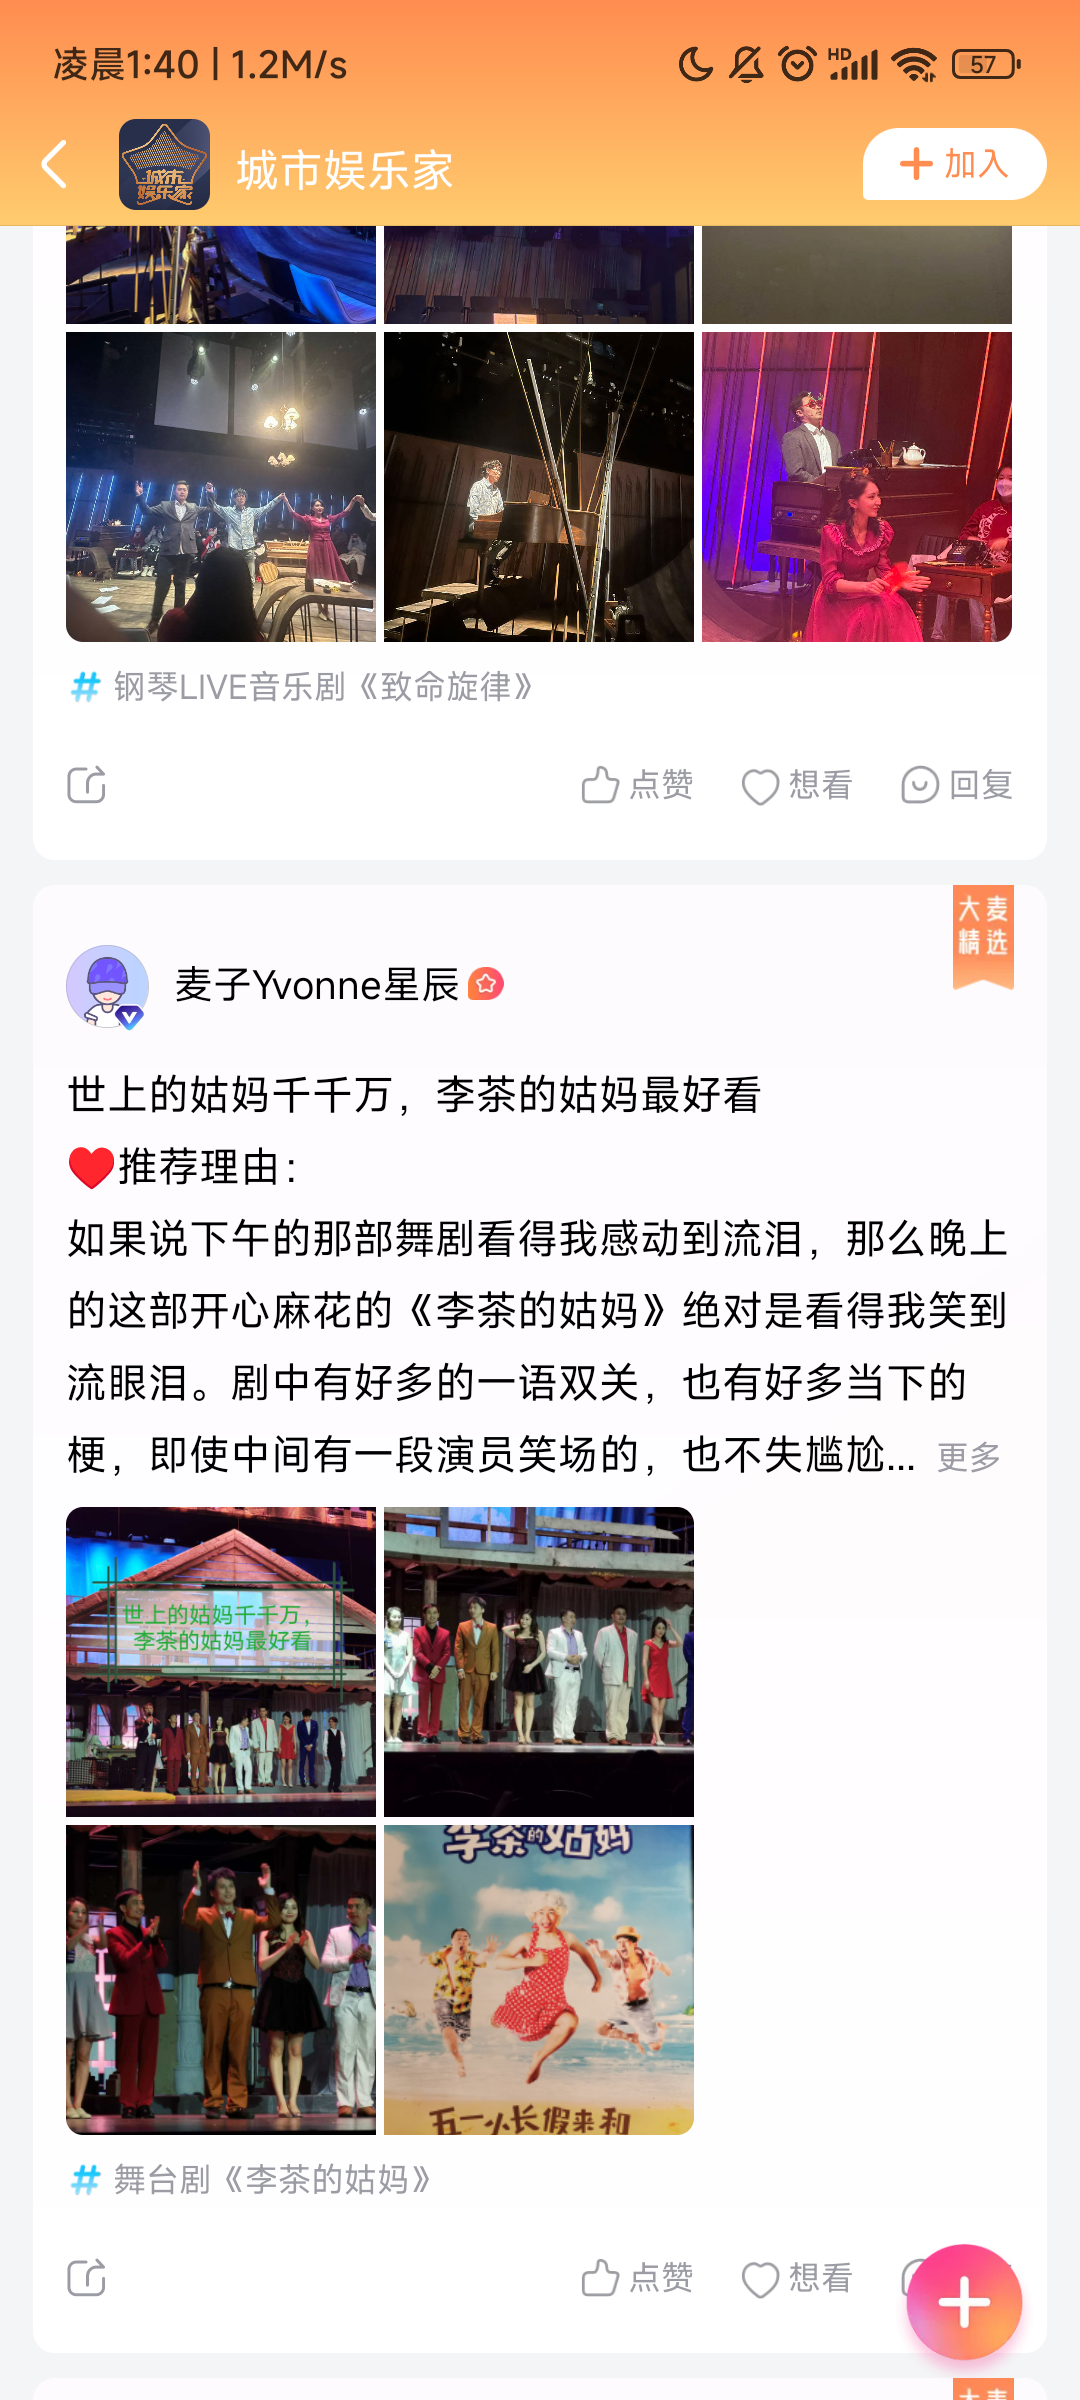 凌晨1:40 | 1.2M/s
HD
57
城市
娱乐家
城市娱乐家
加入
# 钢琴LIVE音乐剧《致命旋律》
点赞
想看
回复
大麦
精选
麦子Yvonne星辰
世上的姑妈千千万，李茶的姑妈最好看
推荐理由：
如果说下午的那部舞剧看得我感动到流泪，那么晚上
的这部开心麻花的《李茶的姑妈》绝对是看得我笑到
流眼泪。剧中有好多的一语双关，也有好多当下的
梗，即使中间有一段演员笑场的，也不失尴尬... 更多
世上的姑妈千千万，
李茶的姑妈最好看
李茶的姑妈
五一小长假来和
# 舞台剧《李茶的姑妈》
点赞
想看
大麦